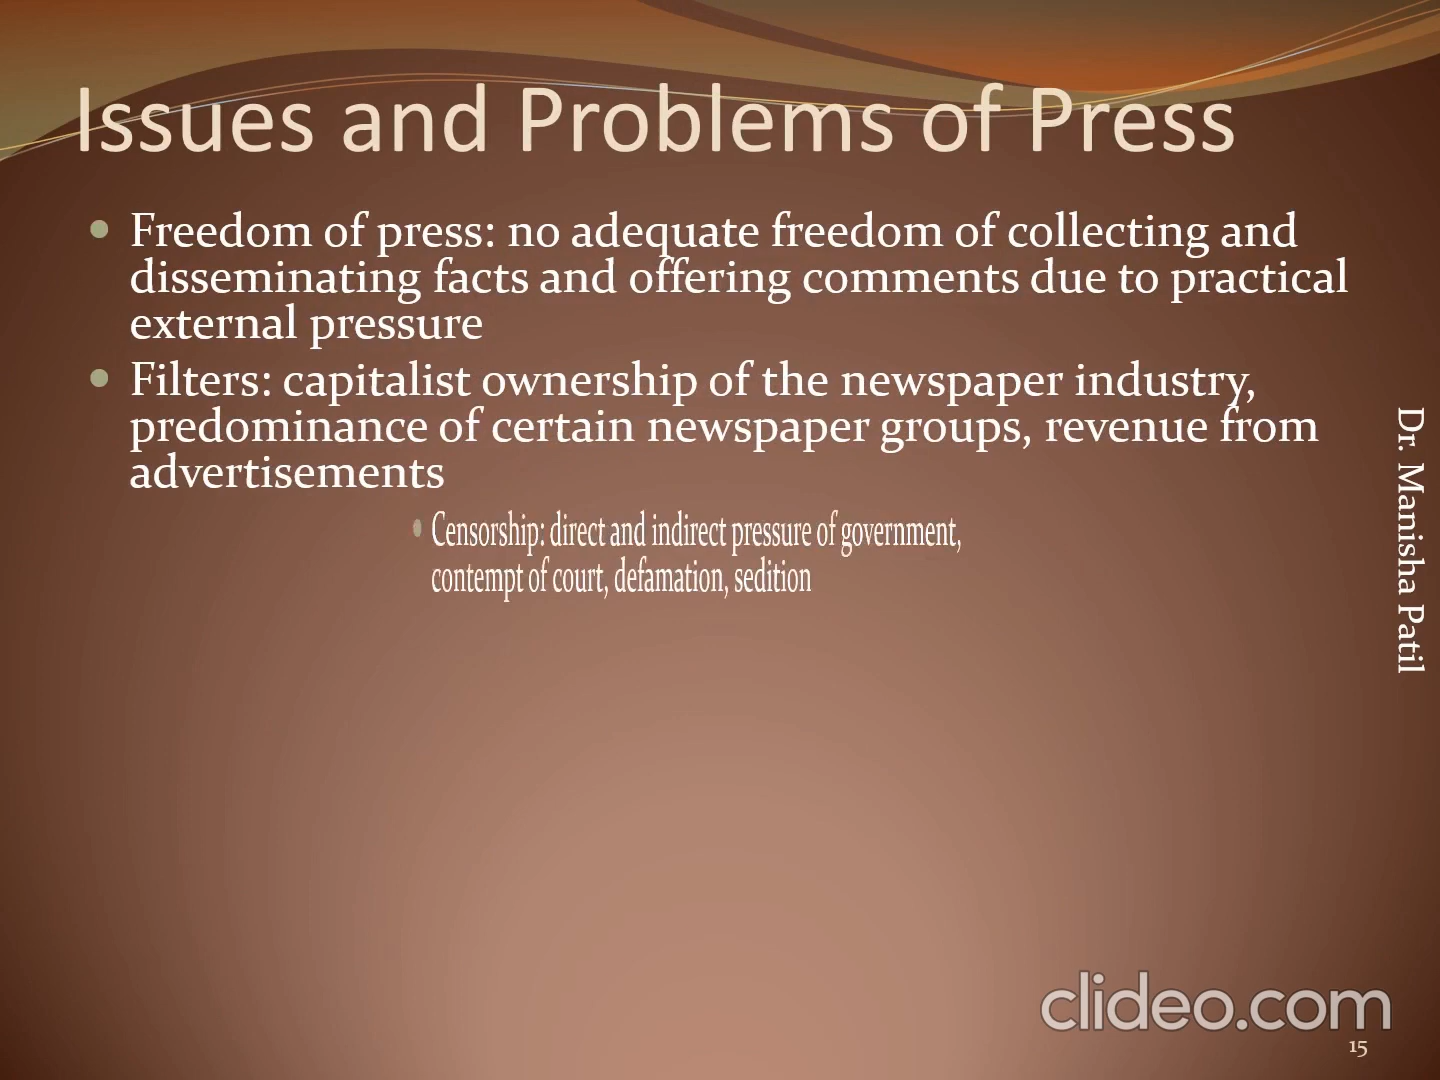 Issues and Problems of Press
• Freedom of press: no adequate freedom of collecting and
disseminating facts and offering comments due to practical
external pressure
• Filters: capitalist ownership of the newspaper industry,
predominance of certain newspaper groups, revenue from
advertisements
• Censorship: direct and indirect pressure of government,
contempt of court, defamation, sedition
Dr. Manisha Patil
clideo.com
15